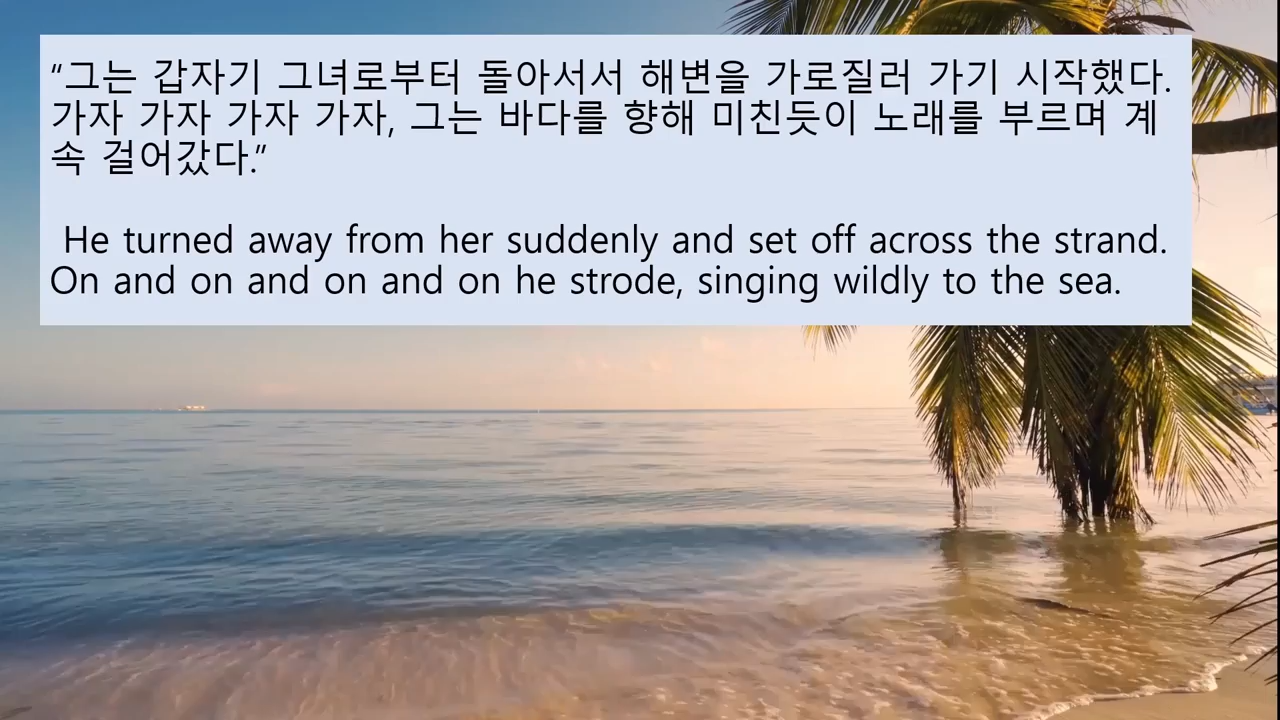 “그는 갑자기 그녀로부터 돌아서서 해변을 가로질러 가기 시작했다.
가자 가자 가자 가자, 그는 바다를 향해 미친듯이 노래를 부르며 계
속 걸어갔다.”
He turned away from her suddenly and set off across the strand.
On and on and on and on he strode, singing wildly to the sea.